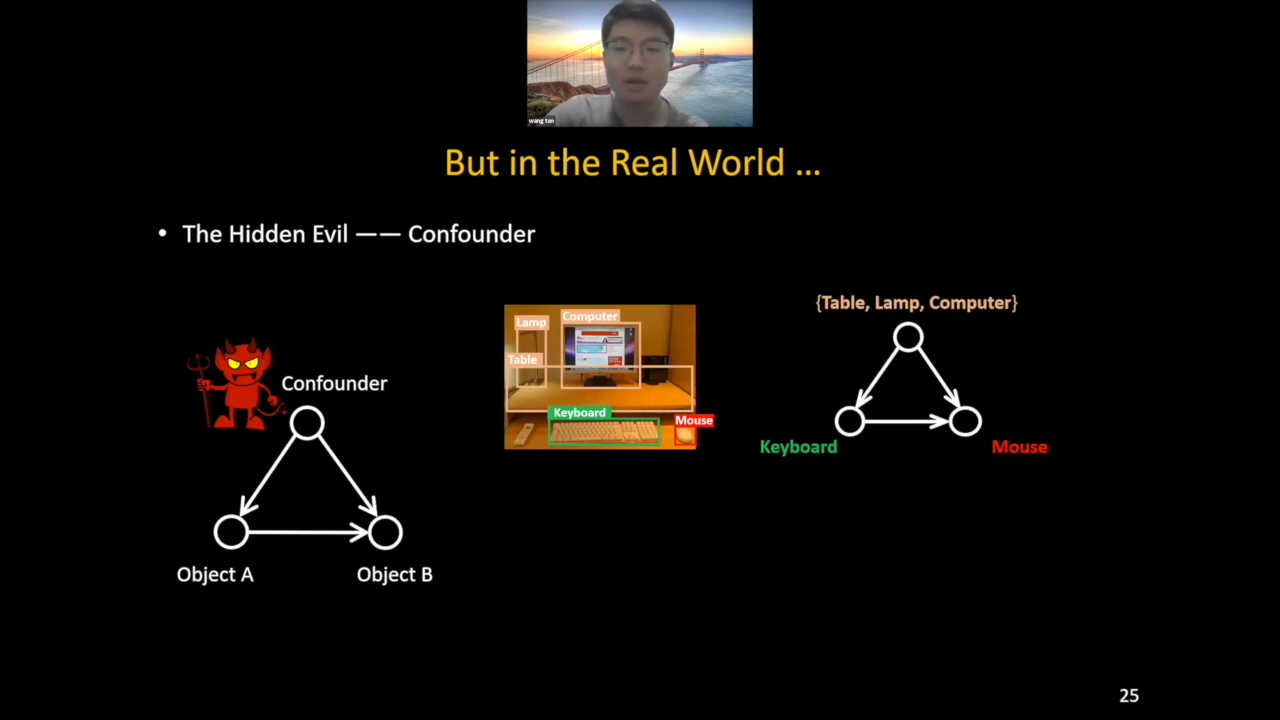 wang tan
But in the Real World ...
• The Hidden Evil —— Confounder
Confounder
Object A
Object B
Lamp
Computer
Table
Keyboard
Mouse
{Table, Lamp, Computer}
Keyboard
Mouse
25